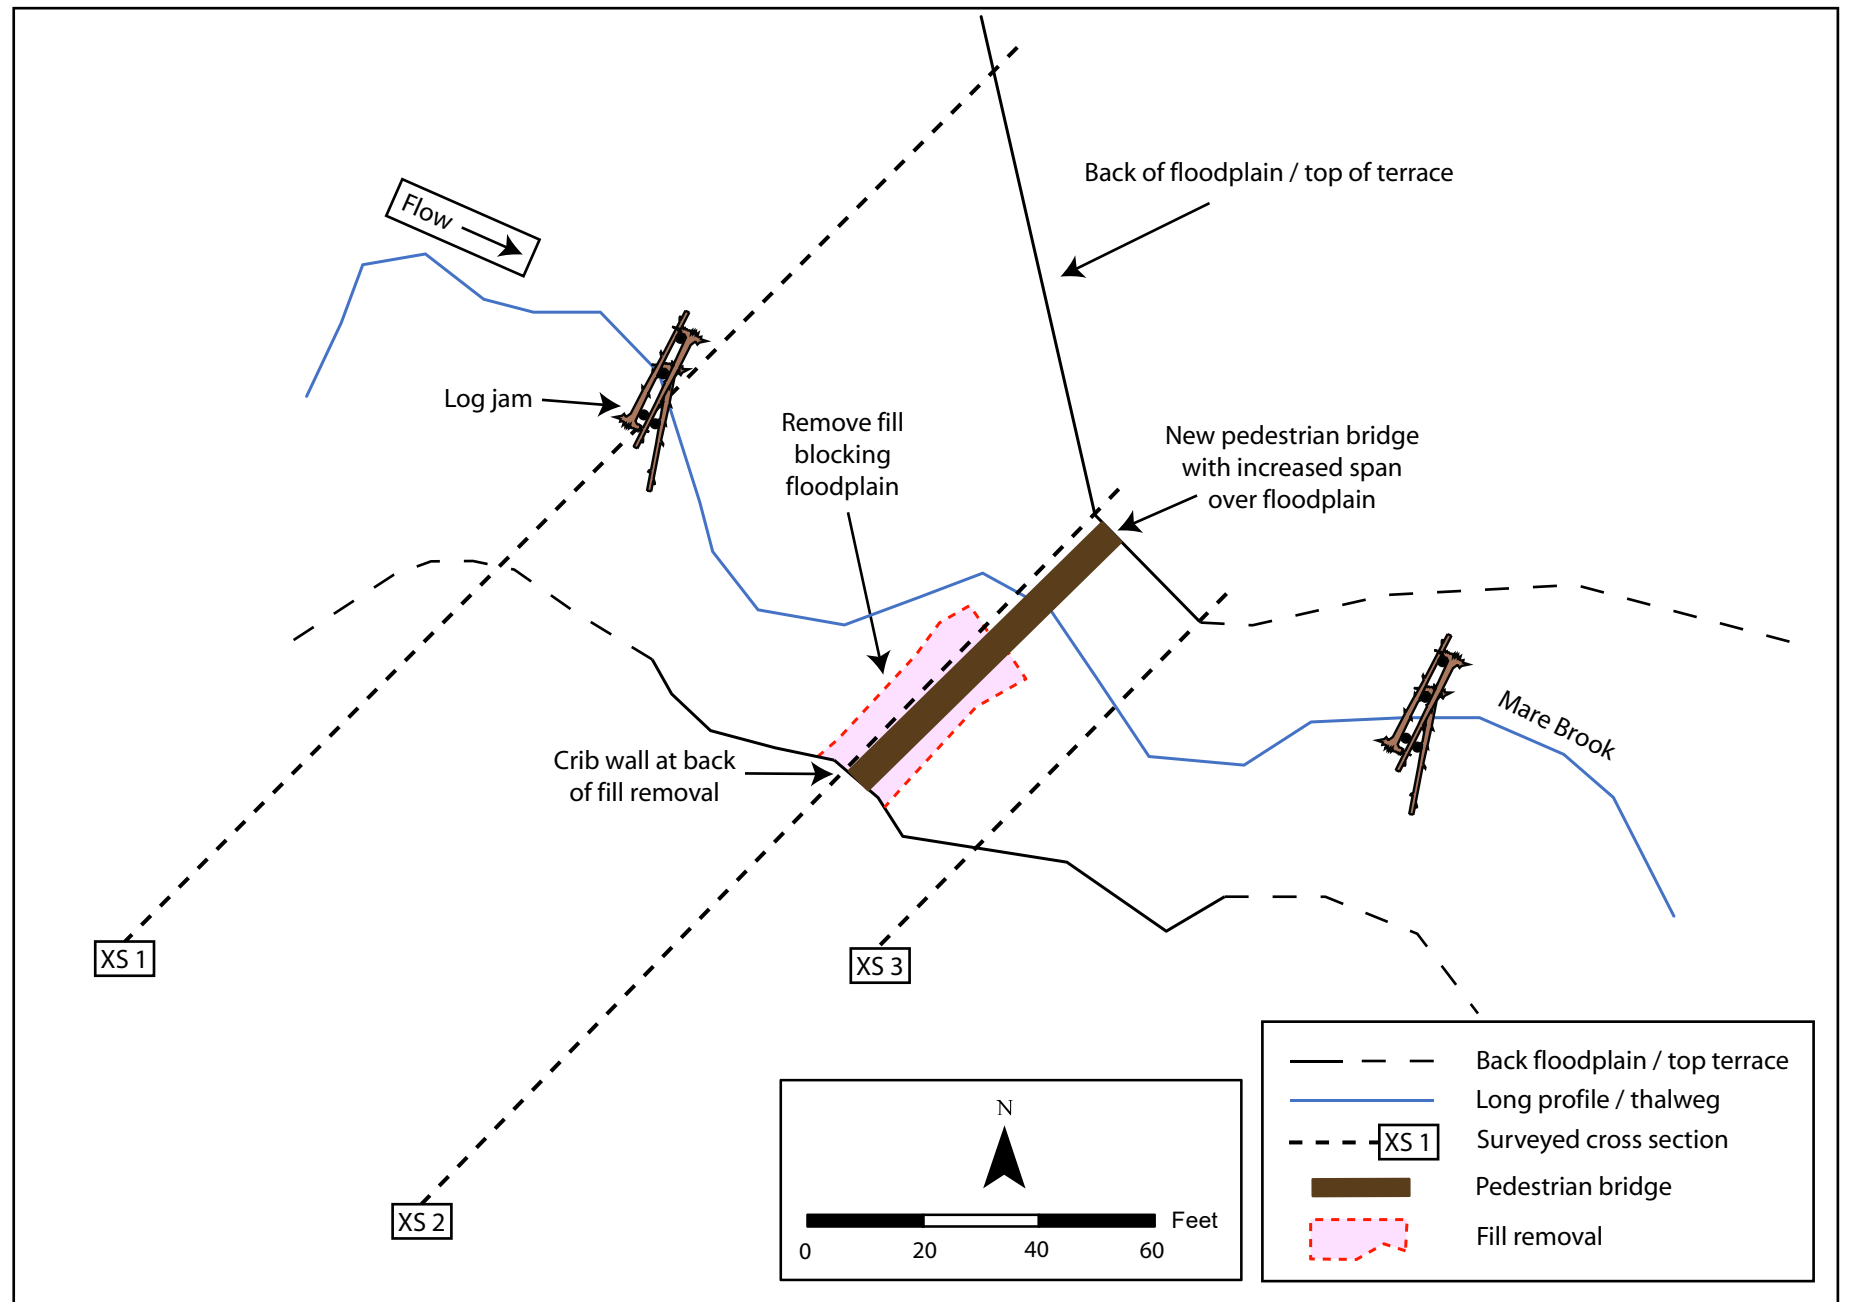 Back of floodplain / top of terrace
Flow
Log jam
Remove fill
blocking
floodplain
New pedestrian bridge
with increased span
over floodplain
Mare Brook
Crib wall at back
of fill removal
XS 1
XS 3
XS 2
N
Feet
0 20 40 60
Back floodplain / top terrace
Long profile / thalweg
XS 1 Surveyed cross section
Pedestrian bridge
Fill removal